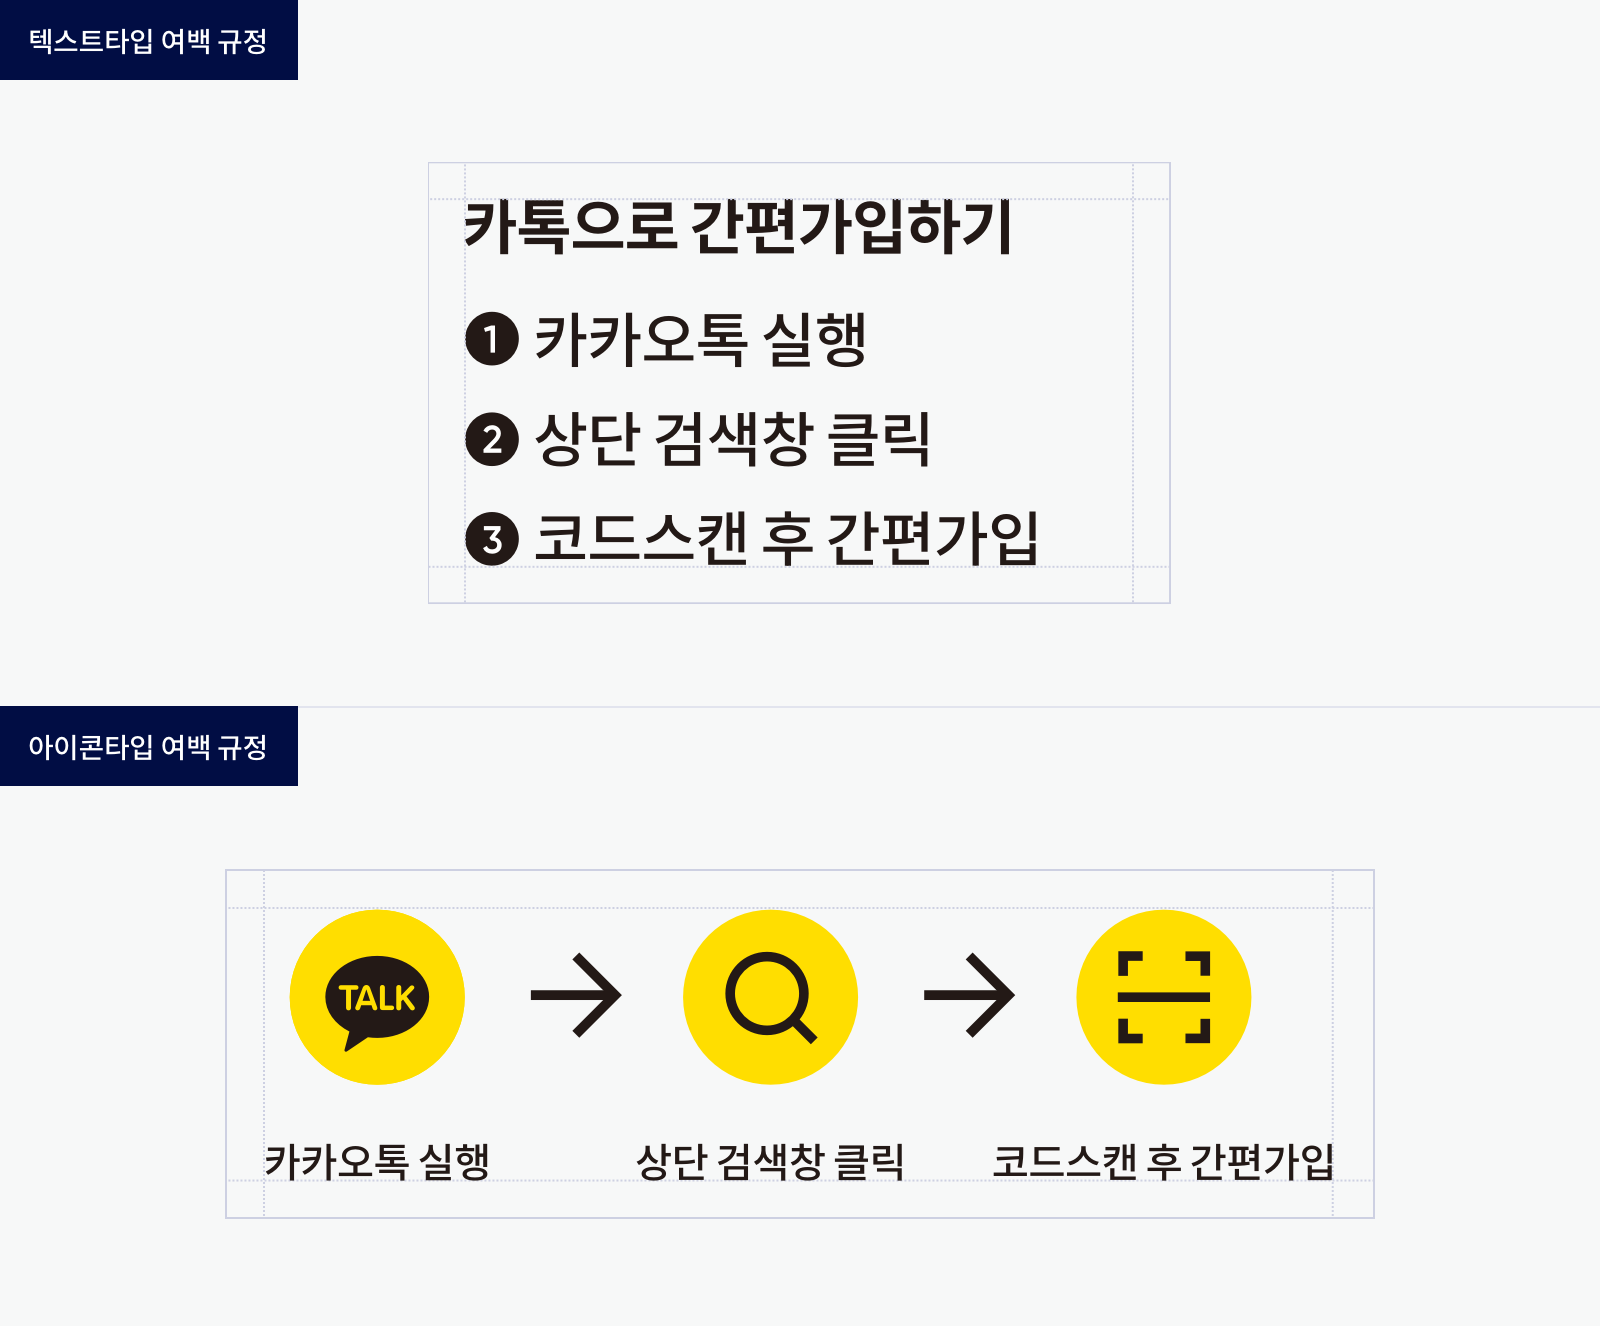 텍스트타입 여백 규정
카톡으로 간편가입하기
1 카카오톡 실행
2 상단 검색창 클릭
3 코드스캔 후 간편가입
아이콘타입 여백 규정
TALK
카카오톡 실행
상단 검색창 클릭
코드스캔 후 간편가입